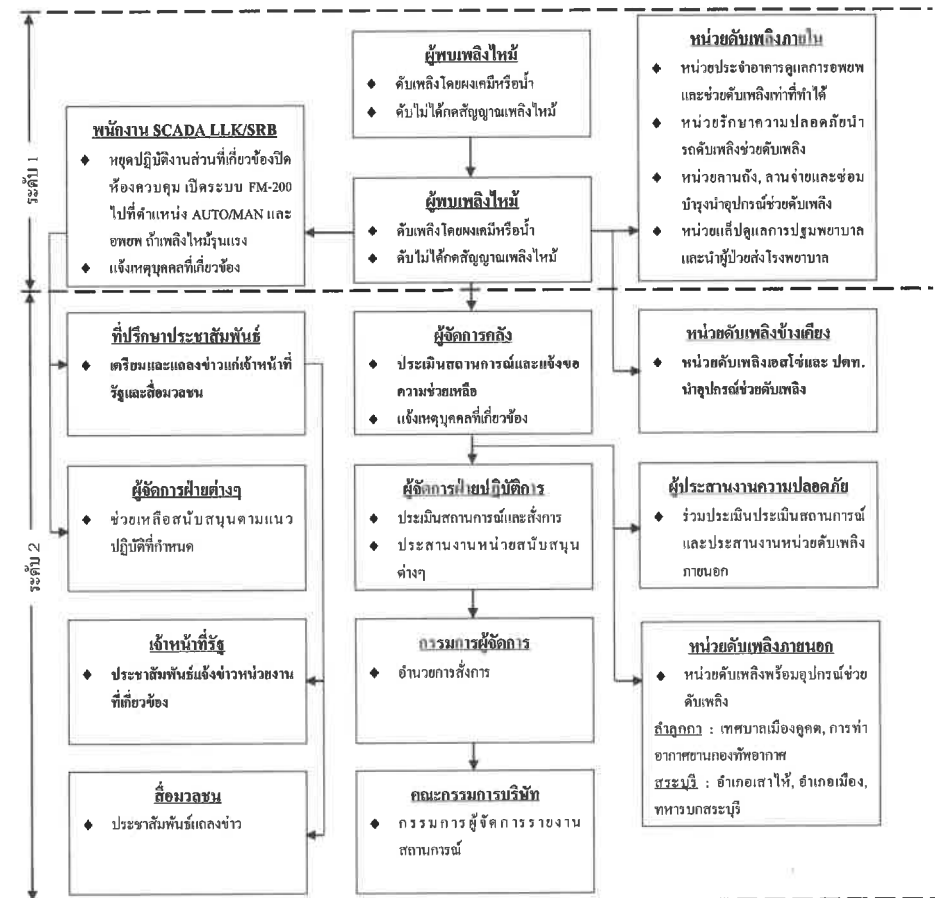 ผู้พบเพลิงไหม้
◆ ดับเพลิงโดยผงเคมีหรือน้ำ
◆ ดับไม่ได้กดสัญญาณเพลิงไหม้
หน่วยดับเพลิงภายใน
◆ หน่วยประจำอาคารดูแลการอพยพ
และช่วยดับเพลิงเท่าที่ทำได้
◆ หน่วยรักษาความปลอดภัยนำ
รถดับเพลิงช่วยดับเพลิง
◆ หน่วยลานถัง, ลานจ่ายและซ่อม
บำรุงนำอุปกรณ์ช่วยดับเพลิง
◆ หน่วยแล็ปดูแลการปฐมพยาบาล
และนำผู้ป่วยส่งโรงพยาบาล
ระดับ 1
พนักงาน SCADA LLK/SRB
◆ หยุดปฏิบัติงานส่วนที่เกี่ยวข้องปิด
ห้องควบคุม เปิดระบบ FM-200
ไปที่ตำแหน่ง AUTO/MAN และ
อพยพ ถ้าเพลิงไหม้รุนแรง
◆ แจ้งเหตุบุคคลที่เกี่ยวข้อง
ผู้พบเพลิงไหม้
◆ ดับเพลิงโดยผงเคมีหรือน้ำ
◆ ดับไม่ได้กดสัญญาณเพลิงไหม้
ระดับ 2
ที่ปรึกษาประชาสัมพันธ์
◆ เตรียมและแถลงข่าวแก่เจ้าหน้าที่
รัฐและสื่อมวลชน
ผู้จัดการคลัง
◆ ประเมินสถานการณ์และแจ้งขอ
ความช่วยเหลือ
◆ แจ้งเหตุบุคคลที่เกี่ยวข้อง
หน่วยดับเพลิงข้างเคียง
◆ หน่วยดับเพลิงเอสโซ่และ ปตท.
นำอุปกรณ์ช่วยดับเพลิง
ผู้จัดการฝ่ายต่างๆ
◆ ช่วยเหลือสนับสนุนตามแนว
ปฏิบัติที่กำหนด
ผู้จัดการฝ่ายปฏิบัติการ
◆ ประเมินสถานการณ์และสั่งการ
◆ ประสานงานหน่วยสนับสนุน
ต่างๆ
ผู้ประสานงานความปลอดภัย
◆ ร่วมประเมินประเมินสถานการณ์
และประสานงานหน่วยดับเพลิง
ภายนอก
เจ้าหน้าที่รัฐ
◆ ประชาสัมพันธ์แจ้งข่าวหน่วยงาน
ที่เกี่ยวข้อง
กรรมการผู้จัดการ
◆ อำนวยการสั่งการ
หน่วยดับเพลิงภายนอก
◆ หน่วยดับเพลิงพร้อมอุปกรณ์ช่วย
ดับเพลิง
ลำลูกกา : เทศบาลเมืองคูคต, การท่า
อากาศยานกองทัพอากาศ
สระบุรี : อำเภอเสาไห้, อำเภอเมือง,
ทหารบกสระบุรี
สื่อมวลชน
◆ ประชาสัมพันธ์แถลงข่าว
คณะกรรมการบริษัท
◆ กรรมการผู้จัดการรายงาน
สถานการณ์